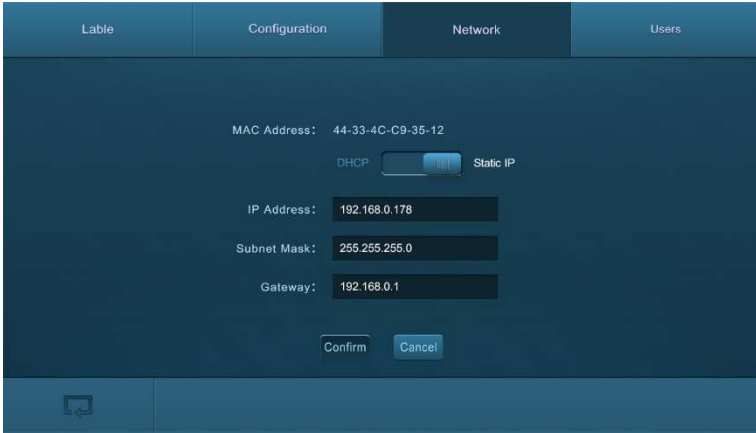 Lable Configuration Network Users
MAC Address: 44-33-4C-C9-35-12
DHCP Static IP
IP Address: 192.168.0.178
Subnet Mask: 255.255.255.0
Gateway: 192.168.0.1
Confirm Cancel